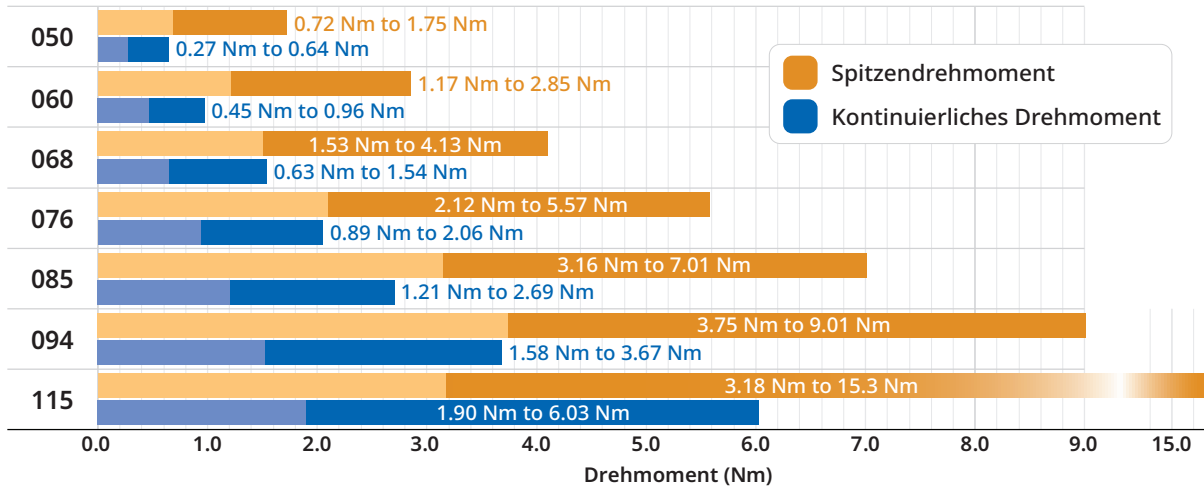 050
0.72 Nm to 1.75 Nm
0.27 Nm to 0.64 Nm
060
1.17 Nm to 2.85 Nm
0.45 Nm to 0.96 Nm
068
1.53 Nm to 4.13 Nm
0.63 Nm to 1.54 Nm
076
2.12 Nm to 5.57 Nm
0.89 Nm to 2.06 Nm
085
3.16 Nm to 7.01 Nm
1.21 Nm to 2.69 Nm
094
3.75 Nm to 9.01 Nm
1.58 Nm to 3.67 Nm
115
3.18 Nm to 15.3 Nm
1.90 Nm to 6.03 Nm
Spitzendrehmoment
Kontinuierliches Drehmoment
0.0 1.0 2.0 3.0 4.0 5.0 6.0 7.0 8.0 9.0 15.0
Drehmoment (Nm)